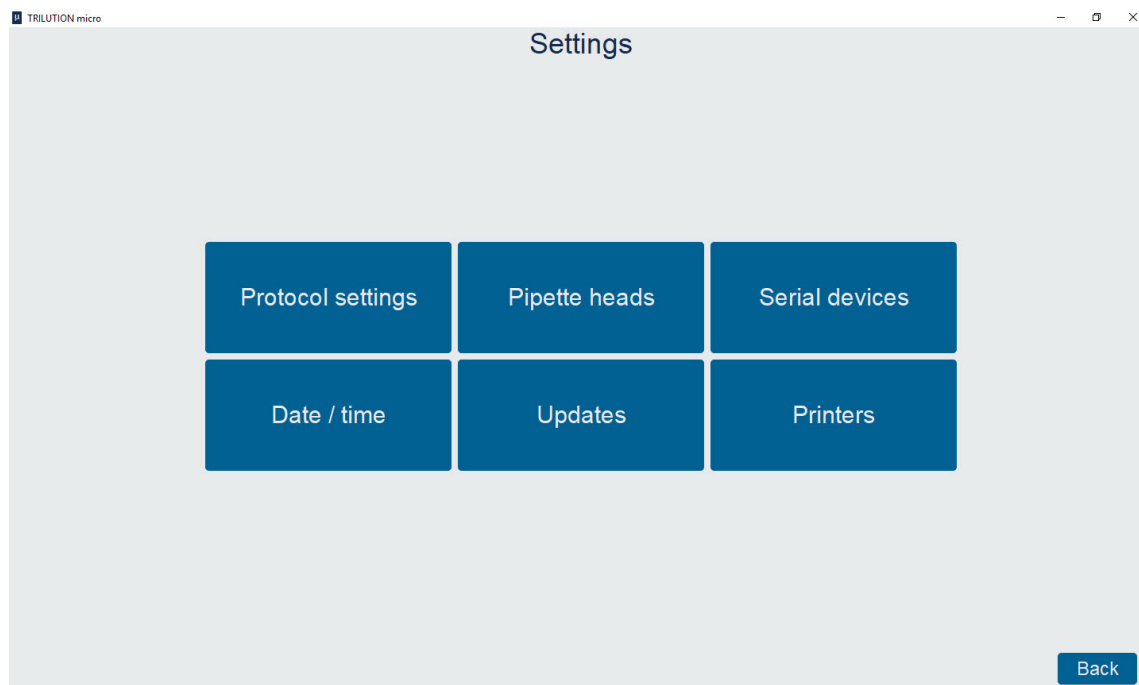 µ TRILUTION micro
Settings
Protocol settings
Pipette heads
Serial devices
Date / time
Updates
Printers
Back